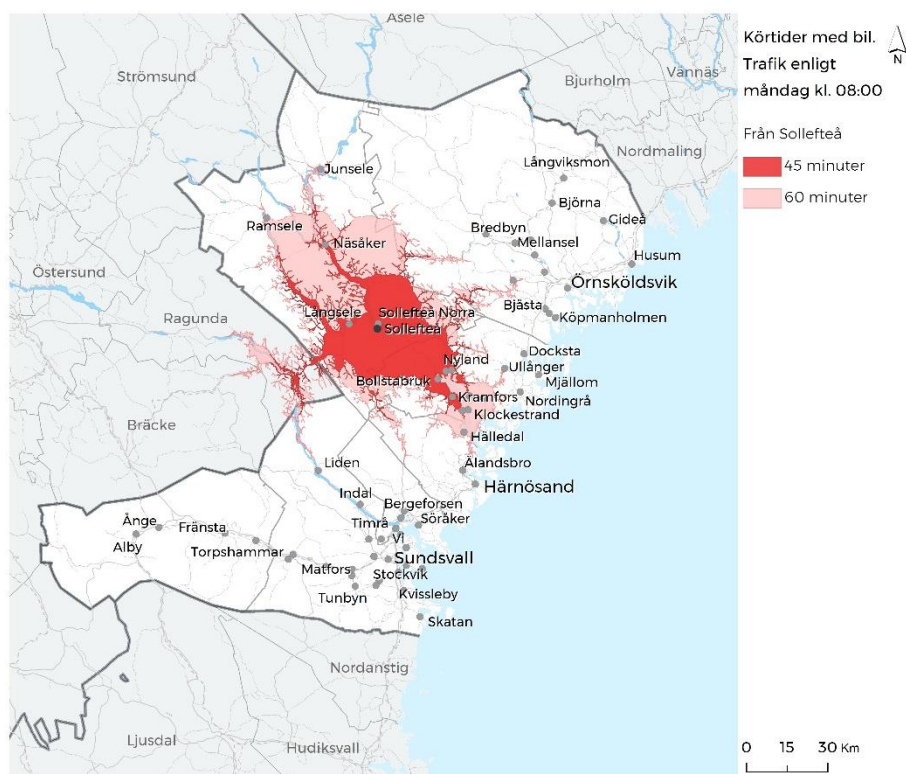 Åsele
Strömsund
Bjurholm
Vännäs
Nordmaling
Långviksmon
Junsele
Björna
Gideå
Ramsele
Bredbyn
Mellansel
Näsåker
Husum
Östersund
Örnsköldsvik
Ragunda
Bjästa
Köpmanholmen
Långsele
Sollefteå Norra
Sollefteå
Docksta
Nyland
Ullånger
Bollstabruk
Mjällom
Kramfors
Nordingrå
Klockestrand
Bräcke
Hälledal
Liden
Älandsbro
Härnösand
Indal
Bergeforsen
Ånge
Fränsta
Timrå
Söråker
Vi
Alby
Torpshammar
Sundsvall
Matfors
Stockvik
Tunbyn
Kvissleby
Skatan
Nordanstig
Ljusdal
Hudiksvall
Körtider med bil.
Trafik enligt
måndag kl. 08:00
N
Från Sollefteå
45 minuter
60 minuter
0 15 30 Km